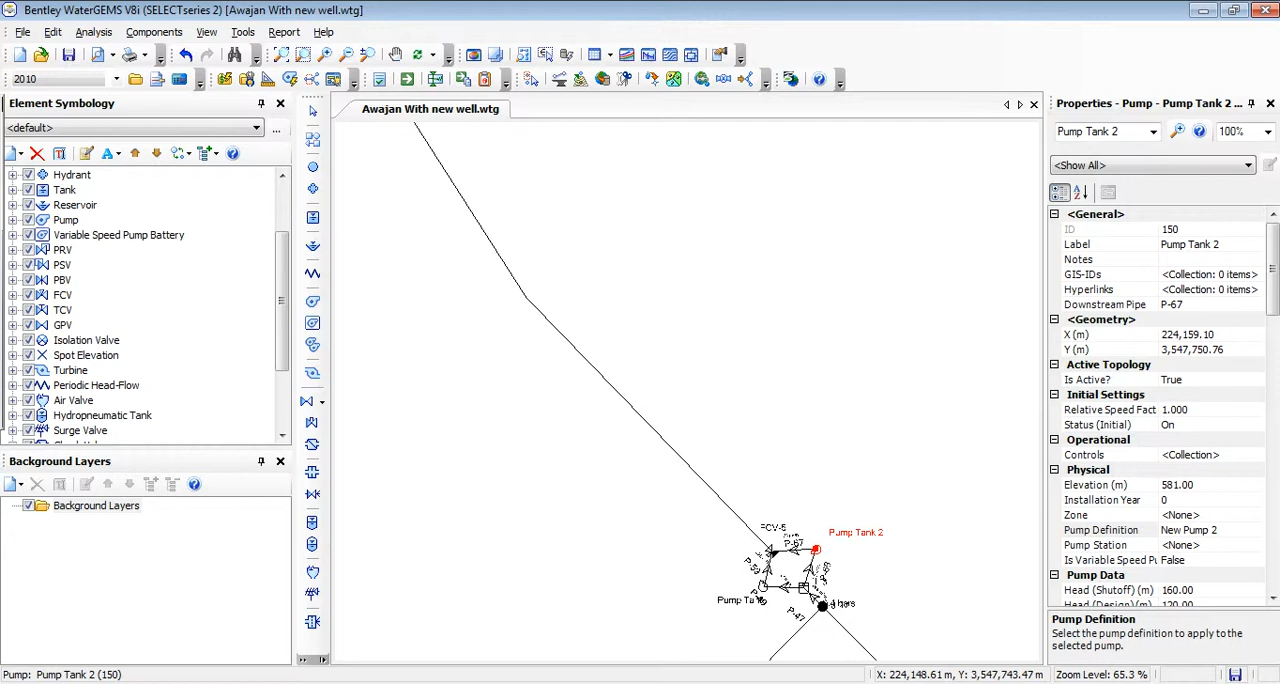 Bentley WaterGEMS V8i (SELECTseries 2) [Awajan With new well.wtg]
File Edit Analysis Components View Tools Report Help
2010
Element Symbology
<default>
...
Hydrant
Tank
Reservoir
Pump
Variable Speed Pump Battery
PRV
PSV
PBV
FCV
TCV
GPV
Isolation Valve
Spot Elevation
Turbine
Periodic Head-Flow
Air Valve
Hydropneumatic Tank
Surge Valve
Background Layers
Background Layers
Awajan With new well.wtg
FCV-5
P-67
Pump Tank 2
P-47
Properties - Pump - Pump Tank 2 ...
Pump Tank 2 100%
<Show All>
<General>
ID 150
Label Pump Tank 2
Notes
GIS-IDs <Collection: 0 items>
Hyperlinks <Collection: 0 items>
Downstream Pipe P-67
<Geometry>
X (m) 224,159.10
Y (m) 3,547,750.76
Active Topology
Is Active? True
Initial Settings
Relative Speed Fact 1.000
Status (Initial) On
Operational
Controls <Collection>
Physical
Elevation (m) 581.00
Installation Year 0
Zone <None>
Pump Definition New Pump 2
Pump Station <None>
Is Variable Speed P False
Pump Data
Head (Shutoff) (m) 160.00
Head (Design) (m) 120.00
Pump Definition
Select the pump definition to apply to the
selected pump.
Pump: Pump Tank 2 (150)
X: 224,148.61 m, Y: 3,547,743.47 m
Zoom Level: 65.3 %